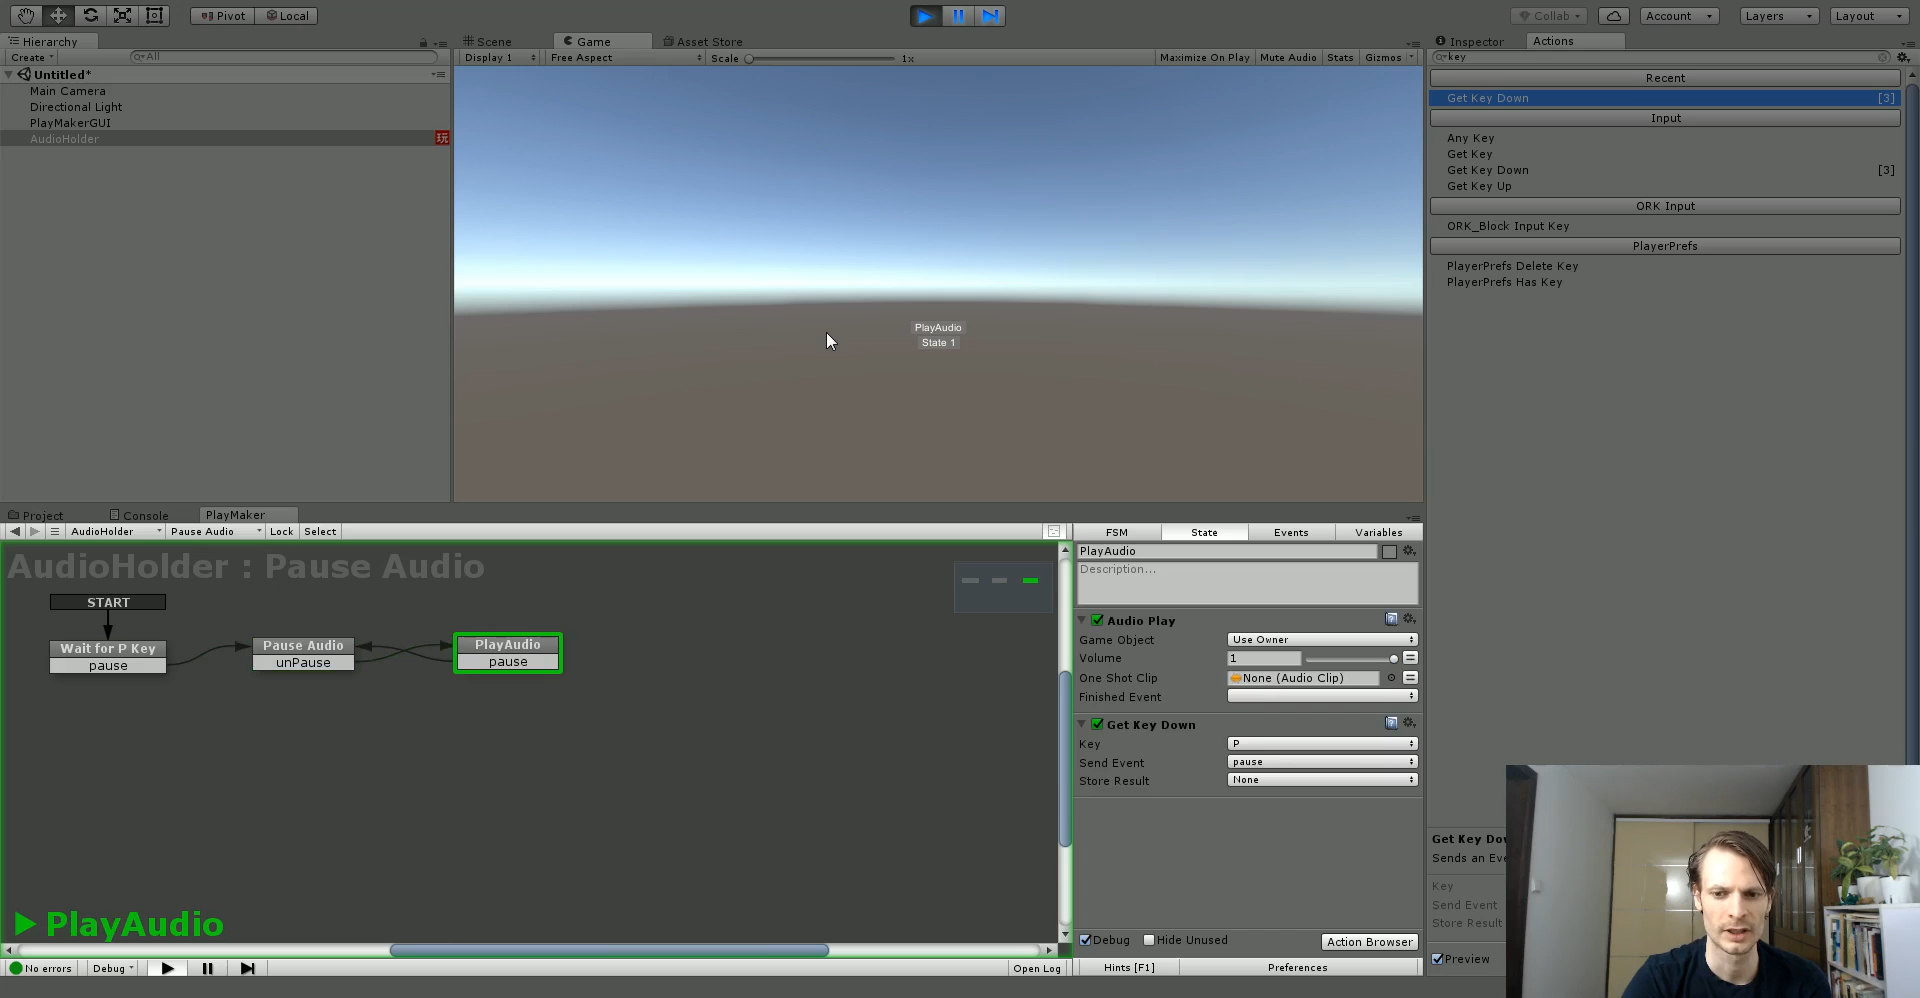 Pivot
Local
Collab
Account
Layers
Layout
Hierarchy
Scene
Game
Asset Store
Inspector
Actions
Create
All
Display 1
Free Aspect
Scale
1x
Maximize On Play
Mute Audio
Stats
Gizmos
key
Untitled*
Main Camera
Directional Light
PlayMakerGUI
AudioHolder
玩
Recent
Get Key Down
[3]
Input
Any Key
Get Key
Get Key Down
[3]
Get Key Up
ORK Input
ORK_Block Input Key
PlayerPrefs
PlayerPrefs Delete Key
PlayerPrefs Has Key
PlayAudio
State 1
Project
Console
PlayMaker
AudioHolder
Pause Audio
Lock
Select
AudioHolder : Pause Audio
START
Wait for P Key
pause
Pause Audio
unPause
PlayAudio
pause
PlayAudio
No errors
Debug
Open Log
FSM
State
Events
Variables
PlayAudio
Description...
Audio Play
Game Object
Use Owner
Volume
1
One Shot Clip
None (Audio Clip)
Finished Event
Get Key Down
Key
P
Send Event
pause
Store Result
None
Debug
Hide Unused
Action Browser
Hints [F1]
Preferences
Get Key Dow
Sends an Eve
Key
Send Event
Store Result
Preview